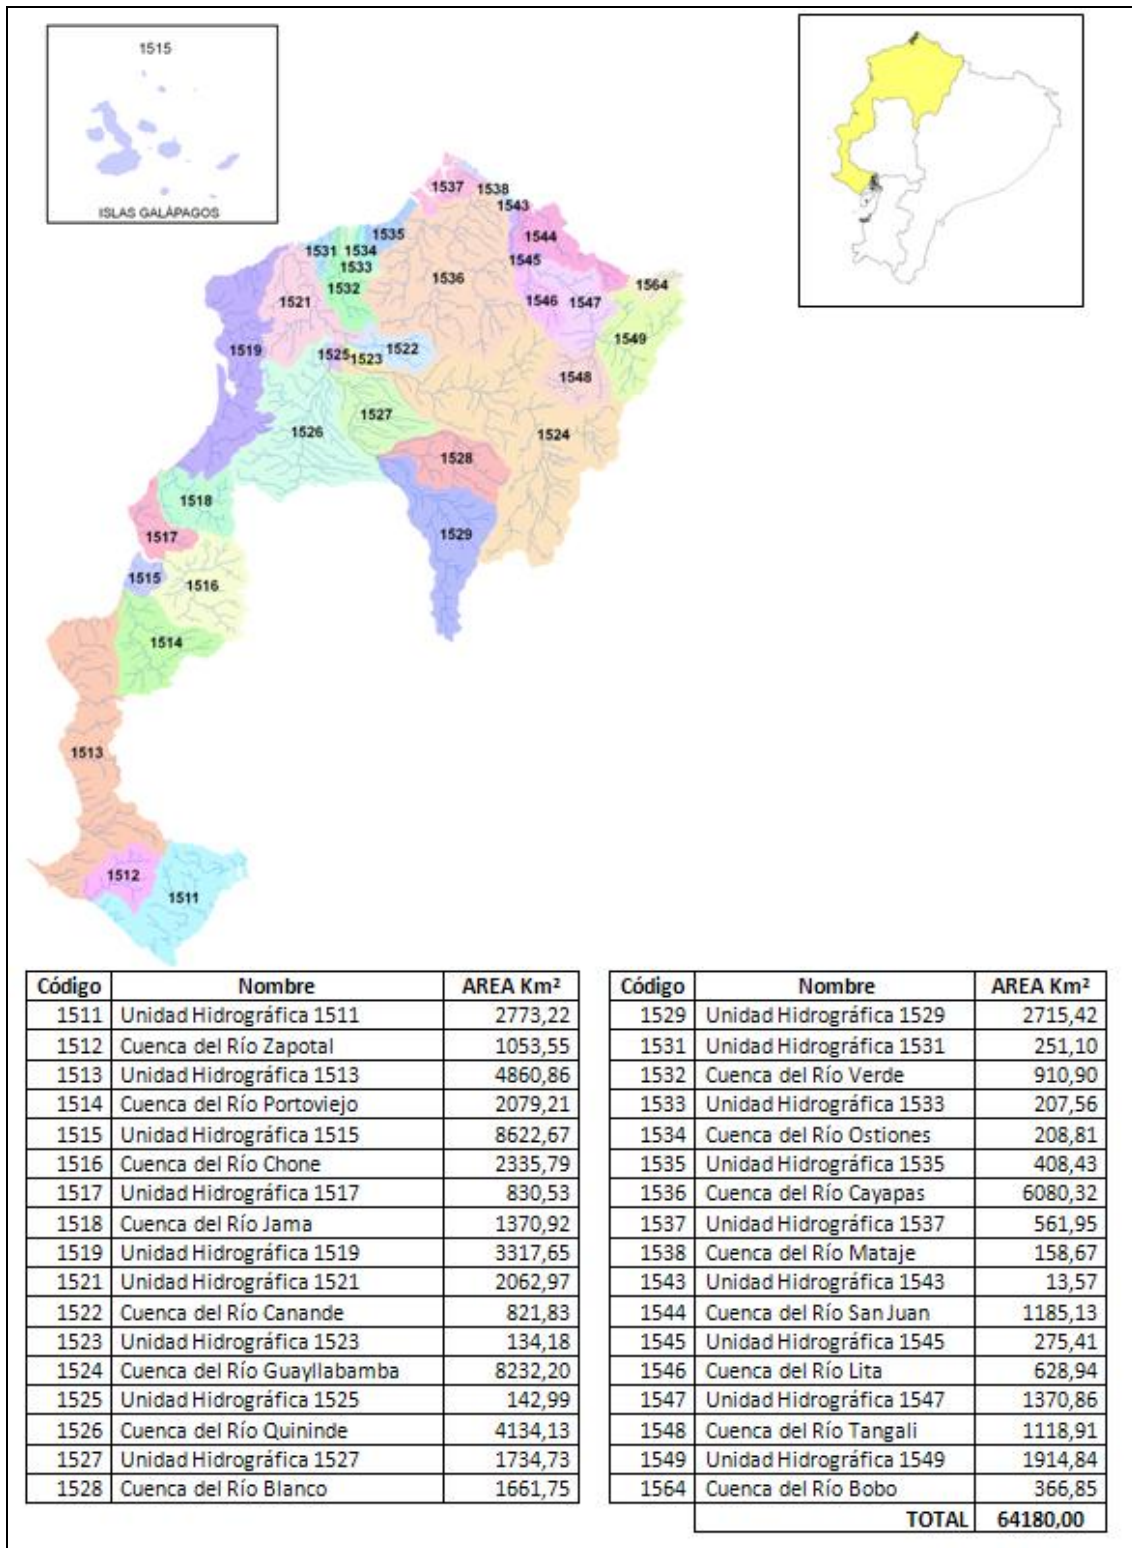 1515
ISLAS GALÁPAGOS
1537 1538
1543
1544
1535
1531 1534
1533
1545
1536
1532
1564
1521
1546 1547
1549
1519
1525 1523 1522
1548
1527
1526
1524
1528
1518
1517
1529
1515
1516
1514
1513
1512
1511
Código Nombre AREA Km²
1511 Unidad Hidrográfica 1511 2773,22
1512 Cuenca del Río Zapotal 1053,55
1513 Unidad Hidrográfica 1513 4860,86
1514 Cuenca del Río Portoviejo 2079,21
1515 Unidad Hidrográfica 1515 8622,67
1516 Cuenca del Río Chone 2335,79
1517 Unidad Hidrográfica 1517 830,53
1518 Cuenca del Río Jama 1370,92
1519 Unidad Hidrográfica 1519 3317,65
1521 Unidad Hidrográfica 1521 2062,97
1522 Cuenca del Río Canande 821,83
1523 Unidad Hidrográfica 1523 134,18
1524 Cuenca del Río Guayllabamba 8232,20
1525 Unidad Hidrográfica 1525 142,99
1526 Cuenca del Río Quininde 4134,13
1527 Unidad Hidrográfica 1527 1734,73
1528 Cuenca del Río Blanco 1661,75
Código Nombre AREA Km²
1529 Unidad Hidrográfica 1529 2715,42
1531 Unidad Hidrográfica 1531 251,10
1532 Cuenca del Río Verde 910,90
1533 Unidad Hidrográfica 1533 207,56
1534 Cuenca del Río Ostiones 208,81
1535 Unidad Hidrográfica 1535 408,43
1536 Cuenca del Río Cayapas 6080,32
1537 Unidad Hidrográfica 1537 561,95
1538 Cuenca del Río Mataje 158,67
1543 Unidad Hidrográfica 1543 13,57
1544 Cuenca del Río San Juan 1185,13
1545 Unidad Hidrográfica 1545 275,41
1546 Cuenca del Río Lita 628,94
1547 Unidad Hidrográfica 1547 1370,86
1548 Cuenca del Río Tangali 1118,91
1549 Unidad Hidrográfica 1549 1914,84
1564 Cuenca del Río Bobo 366,85
TOTAL 64180,00